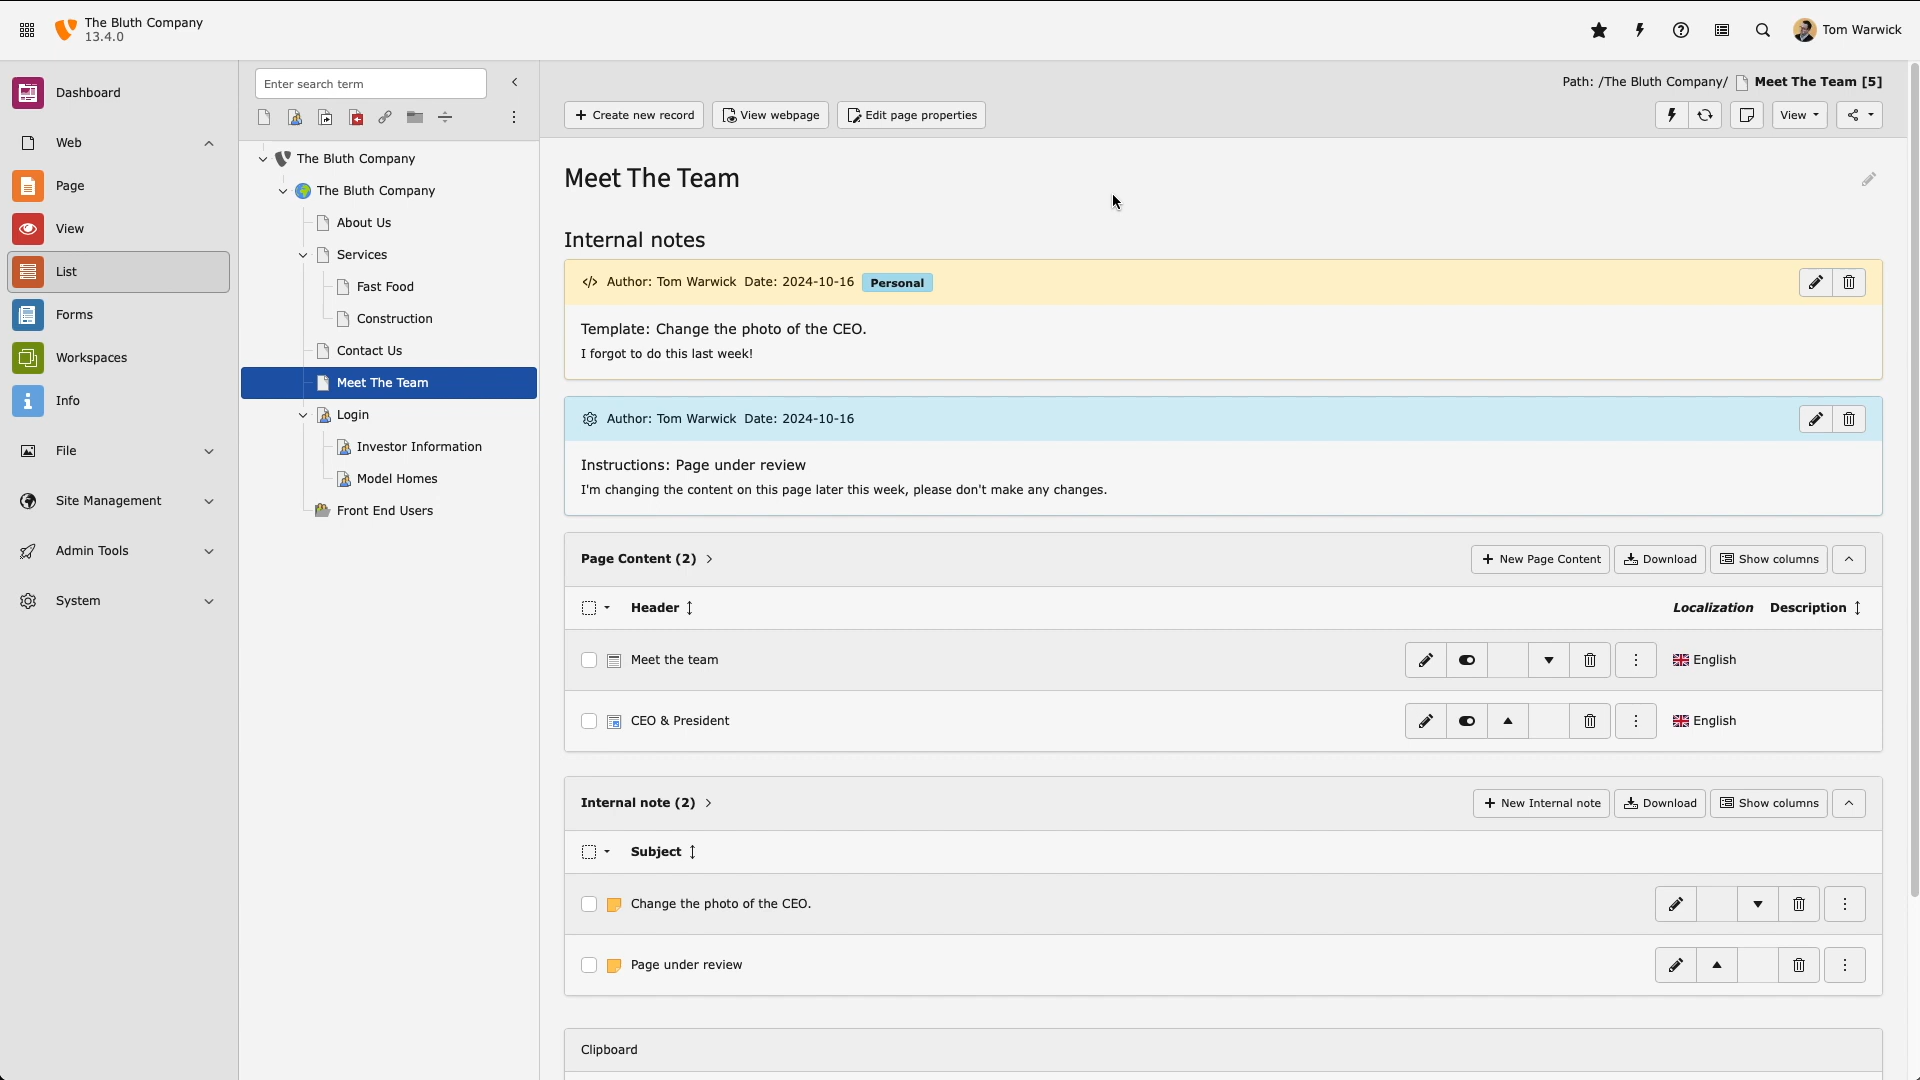 The Bluth Company
13.4.0
Tom Warwick
Dashboard
Web
Page
View
List
Forms
Workspaces
Info
File
Site Management
Admin Tools
System
Enter search term
The Bluth Company
The Bluth Company
About Us
Services
Fast Food
Construction
Contact Us
Meet The Team
Login
Investor Information
Model Homes
Front End Users
Path: /The Bluth Company/ Meet The Team [5]
Create new record View webpage Edit page properties View
Meet The Team
Internal notes
</> Author: Tom Warwick Date: 2024-10-16 Personal
Template: Change the photo of the CEO.
I forgot to do this last week!
Author: Tom Warwick Date: 2024-10-16
Instructions: Page under review
I'm changing the content on this page later this week, please don't make any changes.
Page Content (2) New Page Content Download Show columns
Header Localization Description
Meet the team English
CEO & President English
Internal note (2) New Internal note Download Show columns
Subject
Change the photo of the CEO.
Page under review
Clipboard